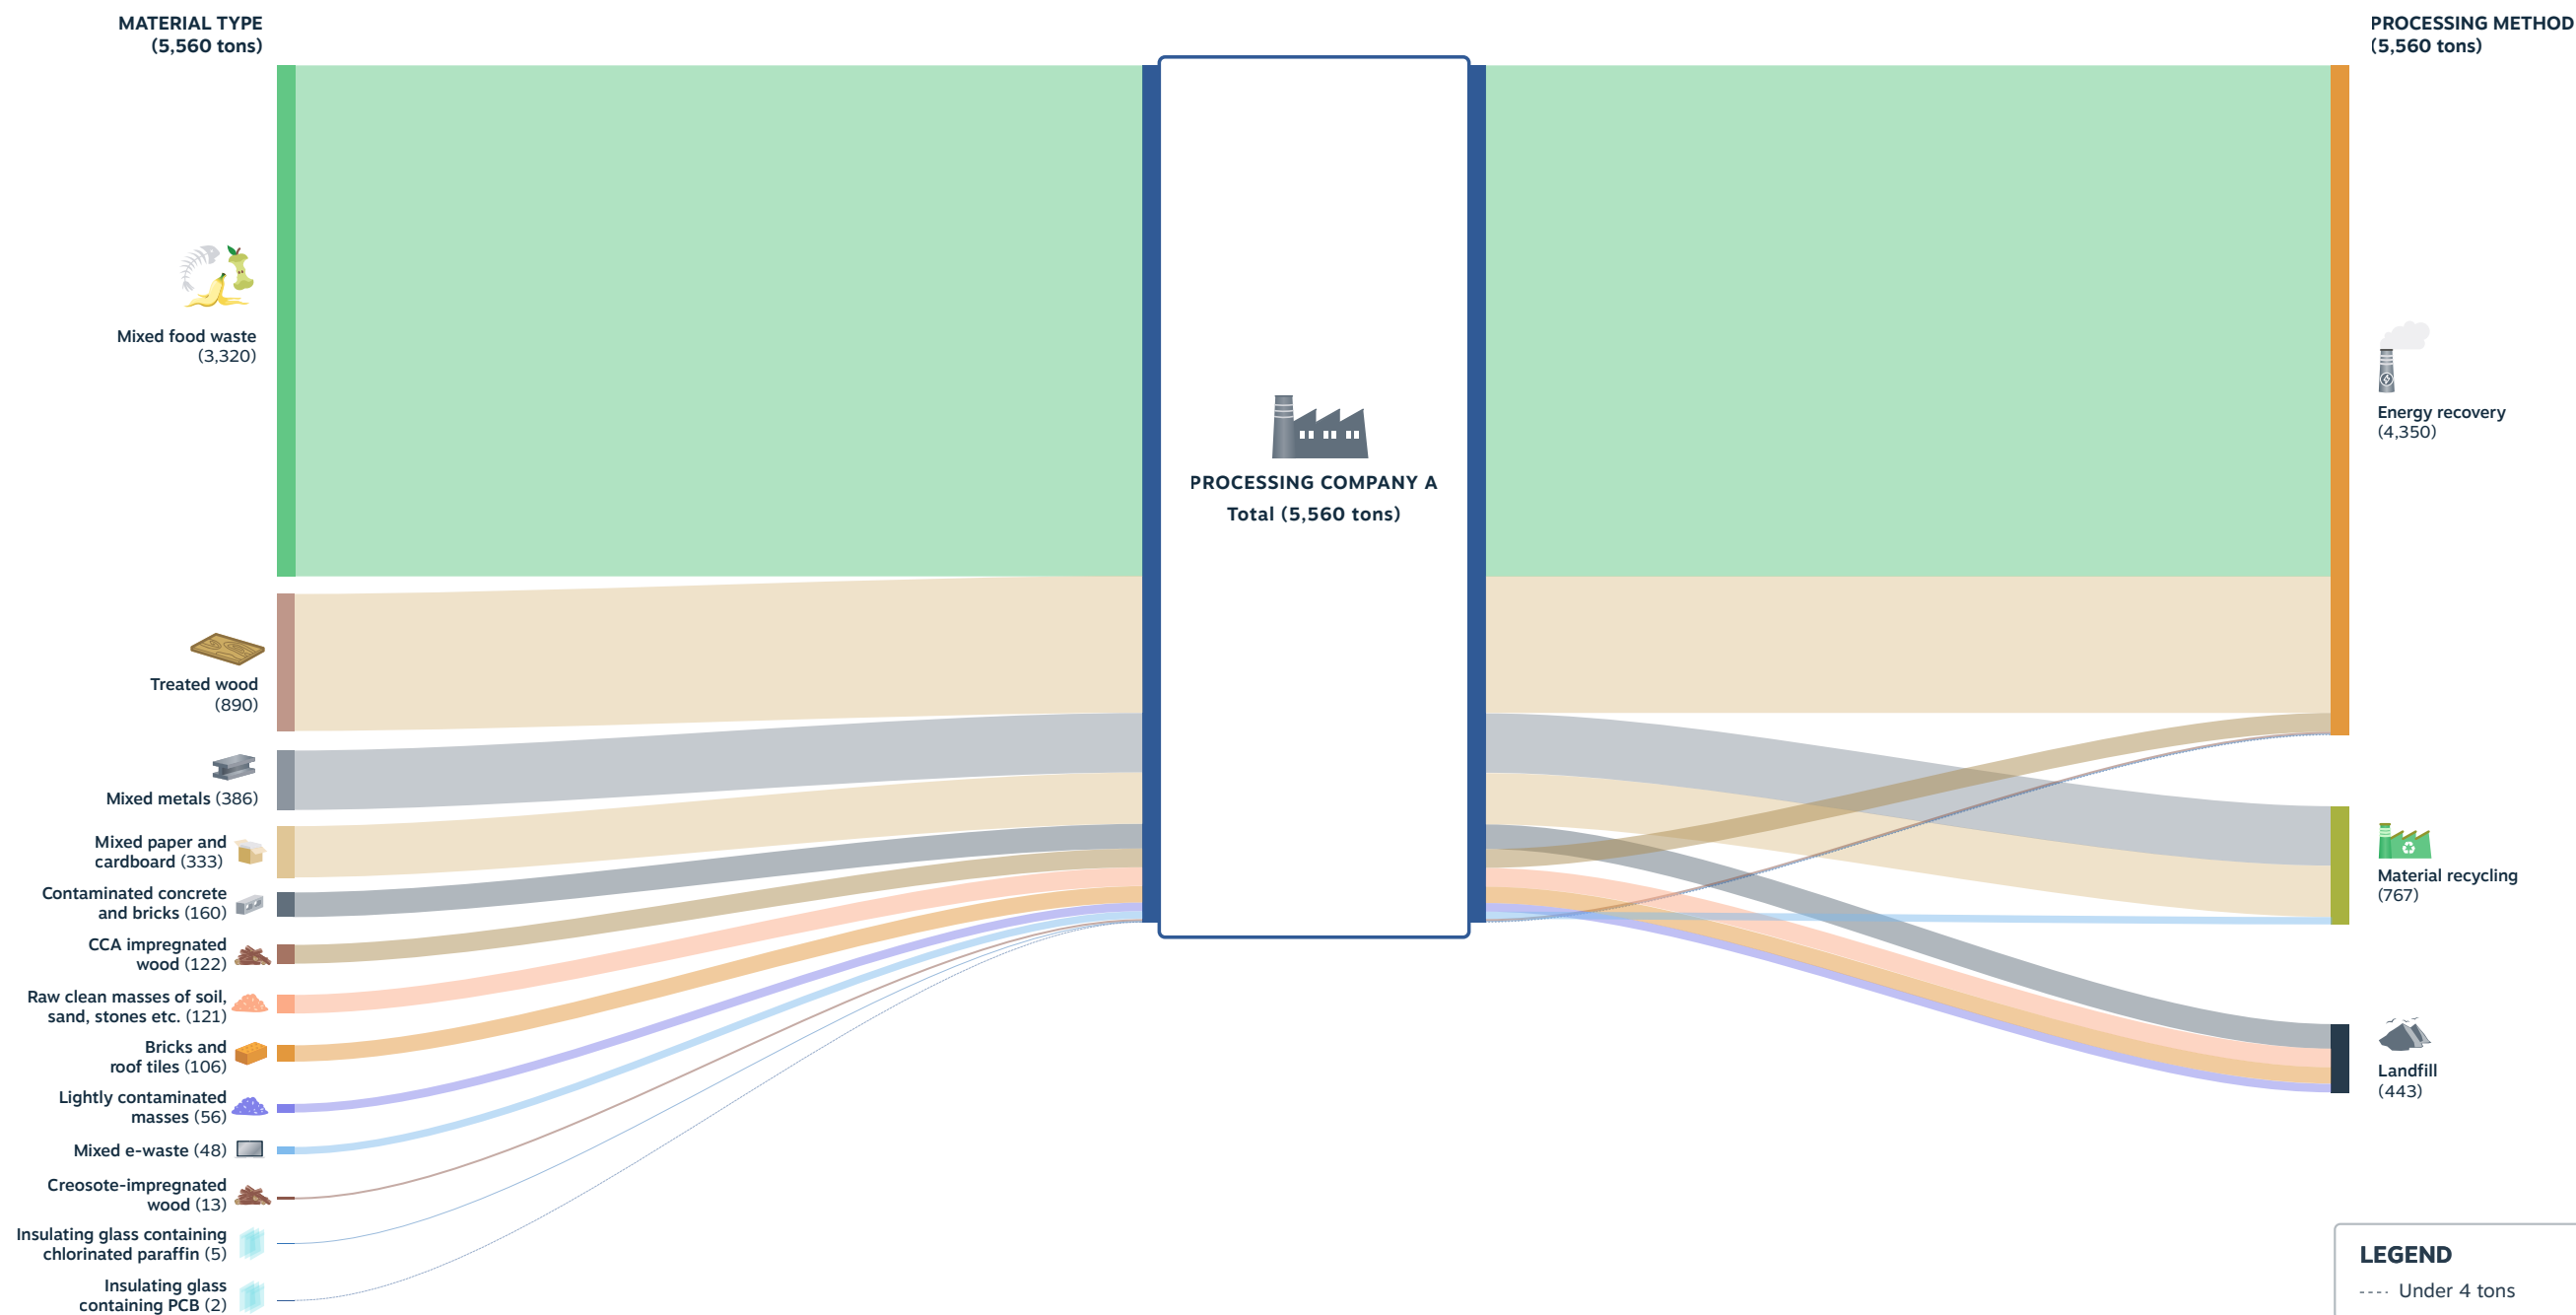 MATERIAL TYPE
(5,560 tons)
PROCESSING METHOD
(5,560 tons)
Mixed food waste
(3,320)
Treated wood
(890)
Mixed metals (386)
Mixed paper and
cardboard (333)
Contaminated concrete
and bricks (160)
CCA impregnated
wood (122)
Raw clean masses of soil,
sand, stones etc. (121)
Bricks and
roof tiles (106)
Lightly contaminated
masses (56)
Mixed e-waste (48)
Creosote-impregnated
wood (13)
Insulating glass containing
chlorinated paraffin (5)
Insulating glass
containing PCB (2)
PROCESSING COMPANY A
Total (5,560 tons)
Energy recovery
(4,350)
Material recycling
(767)
Landfill
(443)
LEGEND
Under 4 tons